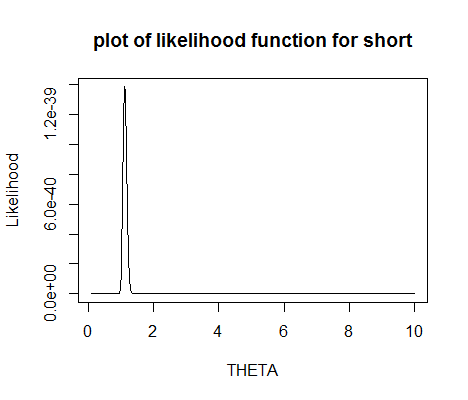 plot of likelihood function for short
1.2e-39
6.0e-40
0.0e+00
Likelihood
0 2 4 6 8 10
THETA